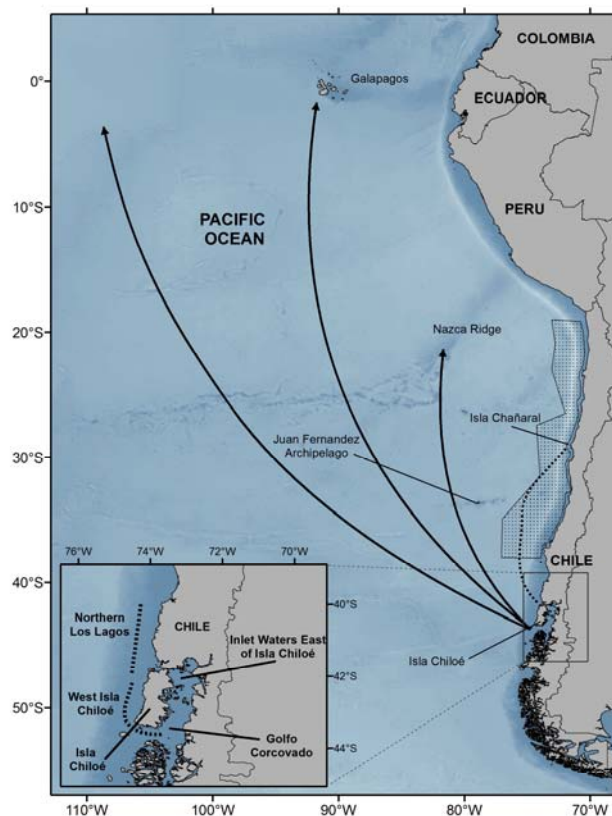 COLOMBIA
0°
Galapagos
ECUADOR
10°S
PERU
PACIFIC
OCEAN
20°S
Nazca Ridge
Isla Chañaral
30°S
Juan Fernandez
Archipelago
40°S
CHILE
Isla Chiloé
50°S
110°W
100°W
90°W
80°W
70°W
76°W
74°W
72°W
70°W
40°S
42°S
44°S
Northern
Los Lagos
CHILE
Inlet Waters East
of Isla Chiloé
West Isla
Chiloé
Isla
Chiloé
Golfo
Corcovado